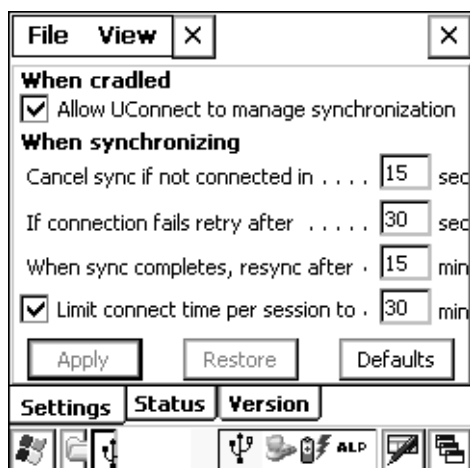 File View × ×
When cradled
Allow UConnect to manage synchronization
When synchronizing
Cancel sync if not connected in . . . . 15 sec
If connection fails retry after . . . . . . 30 sec
When sync completes, resync after . 15 min
Limit connect time per session to . 30 min
Apply Restore Defaults
Settings Status Version
ALP